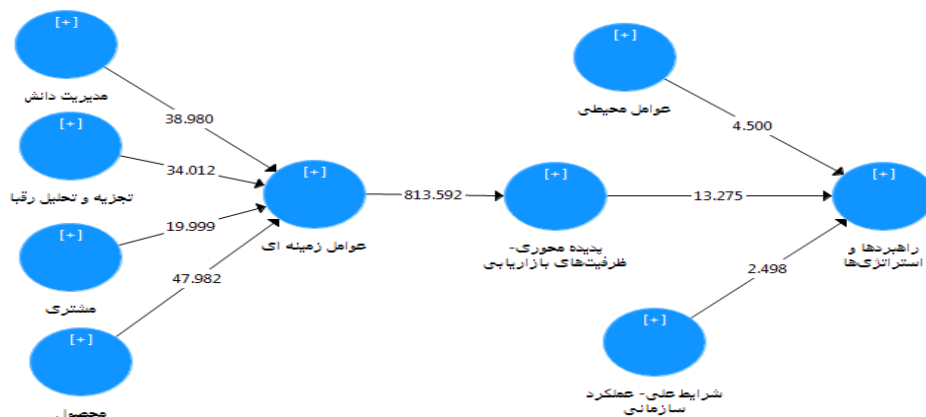 [+]
مدیریت دانش
38.980
[+]
تجزیه و تحلیل رقبا
34.012
[+]
مشتری
19.999
[+]
محصول
47.982
[+]
عوامل زمینه ای
813.592
[+]
پدیده محوری-
ظرفیت‌های بازاریابی
13.275
[+]
عوامل محیطی
4.500
[+]
راهبردها و
استراتژی‌ها
2.498
[+]
شرایط علی- عملکرد
سازمانی